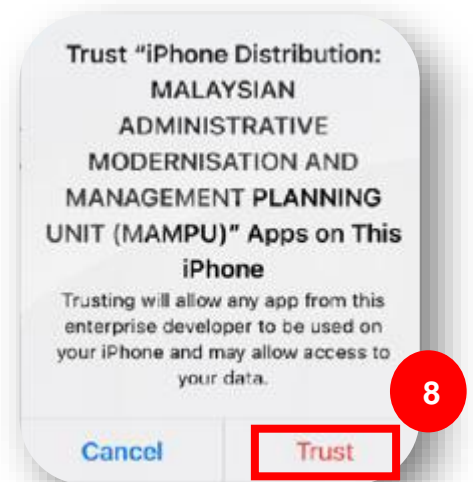 Trust “iPhone Distribution:
MALAYSIAN
ADMINISTRATIVE
MODERNISATION AND
MANAGEMENT PLANNING
UNIT (MAMPU)” Apps on This
iPhone
Trusting will allow any app from this
enterprise developer to be used on
your iPhone and may allow access to
your data.
8
Cancel
Trust